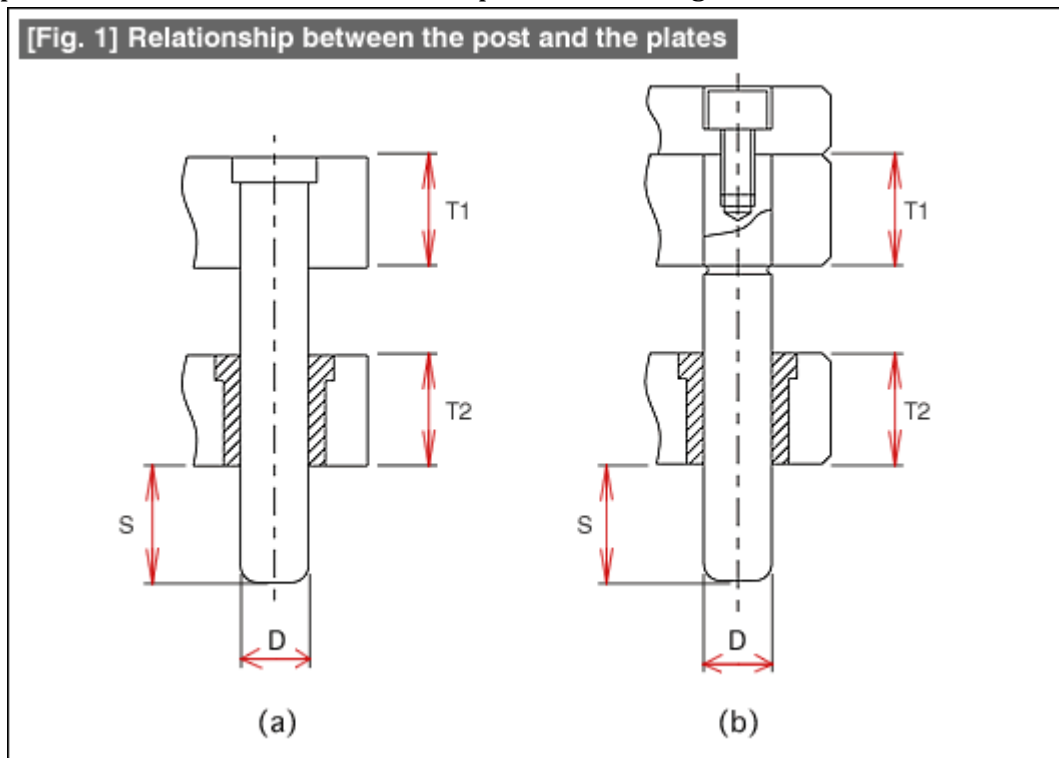 [Fig. 1] Relationship between the post and the plates
T1
T2
S
D
(a)
T1
T2
S
D
(b)